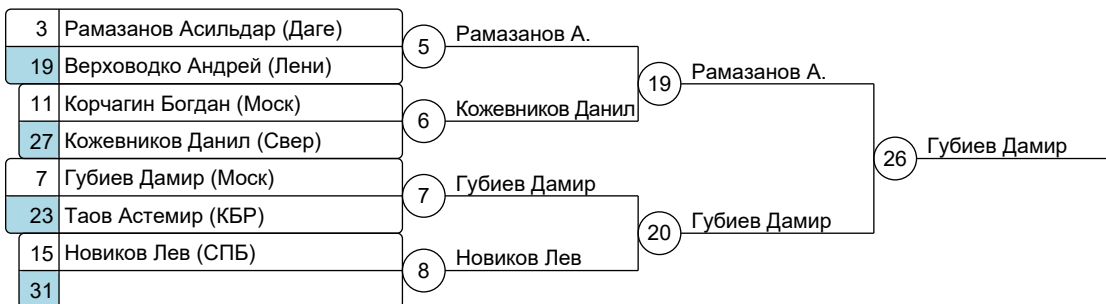 3 Рамазанов Асильдар (Даге)
19 Верховодко Андрей (Лени)
11 Корчагин Богдан (Моск)
27 Кожевников Данил (Свер)
7 Губиев Дамир (Моск)
23 Таов Астемир (КБР)
15 Новиков Лев (СПБ)
31
5 Рамазанов А.
6 Кожевников Данил
7 Губиев Дамир
8 Новиков Лев
19 Рамазанов А.
20 Губиев Дамир
26 Губиев Дамир